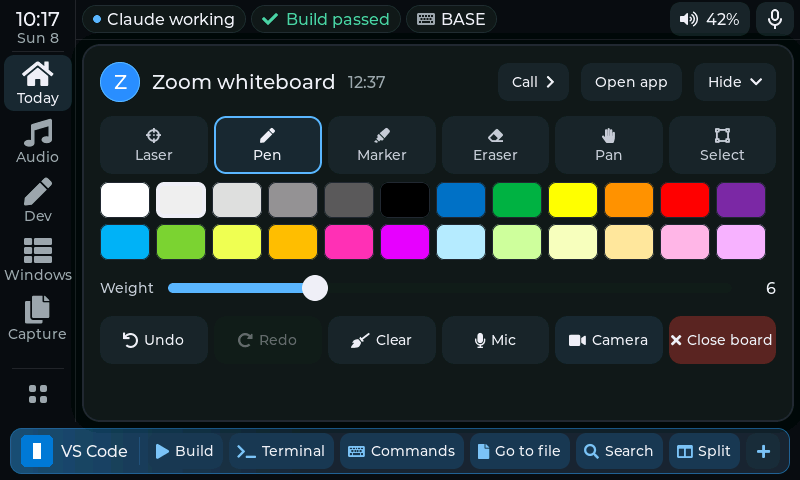 10:17
Sun 8
Claude working
Build passed
BASE
42%
Today
Audio
Dev
Windows
Capture
Z
Zoom whiteboard
12:37
Call
Open app
Hide
Laser
Pen
Marker
Eraser
Pan
Select
Weight
6
Undo
Redo
Clear
Mic
Camera
Close board
VS Code
Build
Terminal
Commands
Go to file
Search
Split